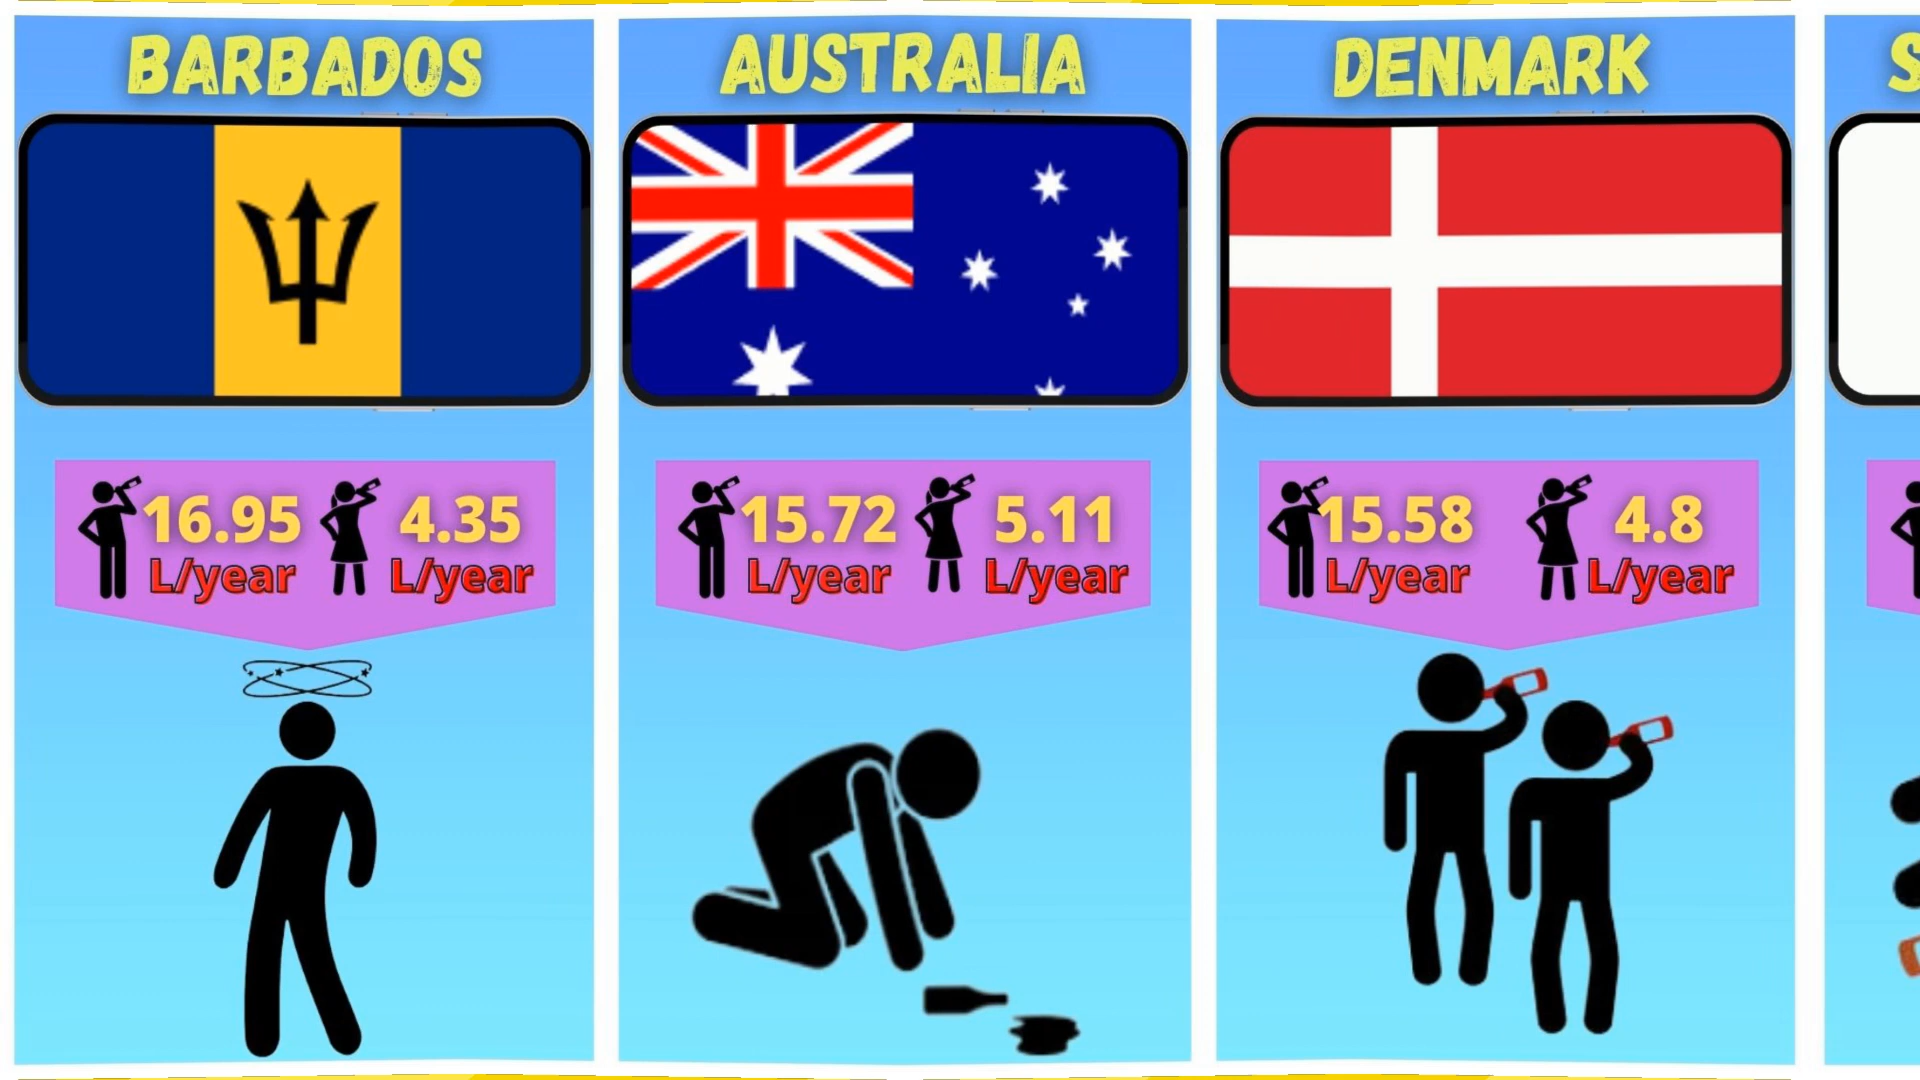 BARBADOS
16.95
L/year
4.35
L/year
AUSTRALIA
15.72
L/year
5.11
L/year
DENMARK
15.58
L/year
4.8
L/year
S